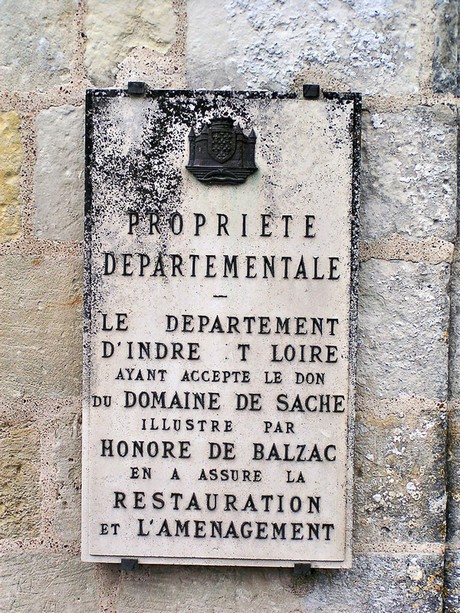 PROPRIETE
DEPARTEMENTALE
–
LE DEPARTEMENT
D'INDRE T LOIRE
AYANT ACCEPTE LE DON
DU DOMAINE DE SACHE
ILLUSTRE PAR
HONORE DE BALZAC
EN A ASSURE LA
RESTAURATION
ET L'AMENAGEMENT